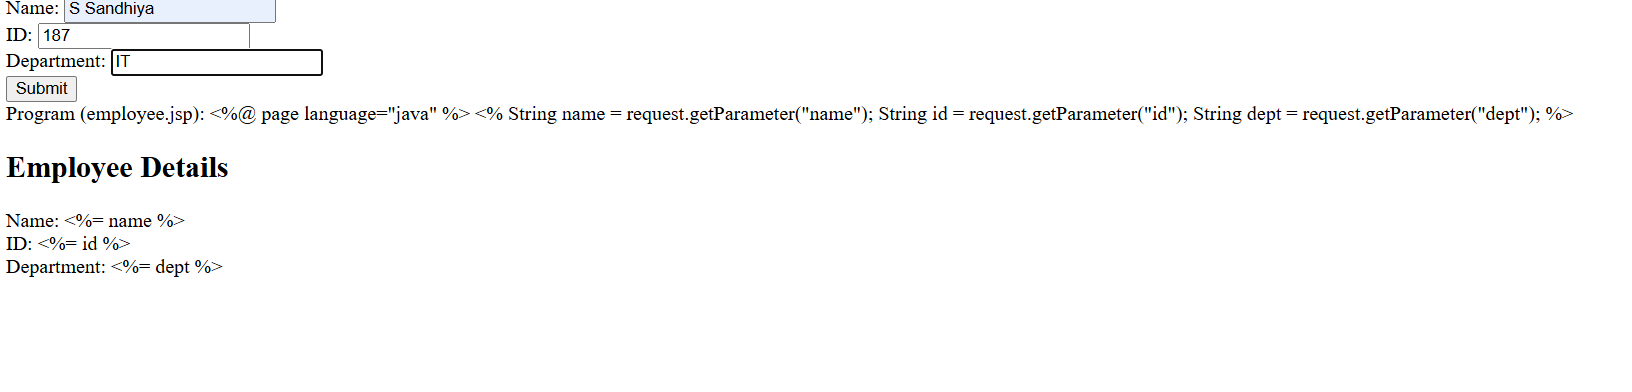 Name: S Sandhiya
ID: 187
Department: IT
Submit
Program (employee.jsp): <%@ page language="java" %> <% String name = request.getParameter("name"); String id = request.getParameter("id"); String dept = request.getParameter("dept"); %>
Employee Details
Name: <%= name %>
ID: <%= id %>
Department: <%= dept %>